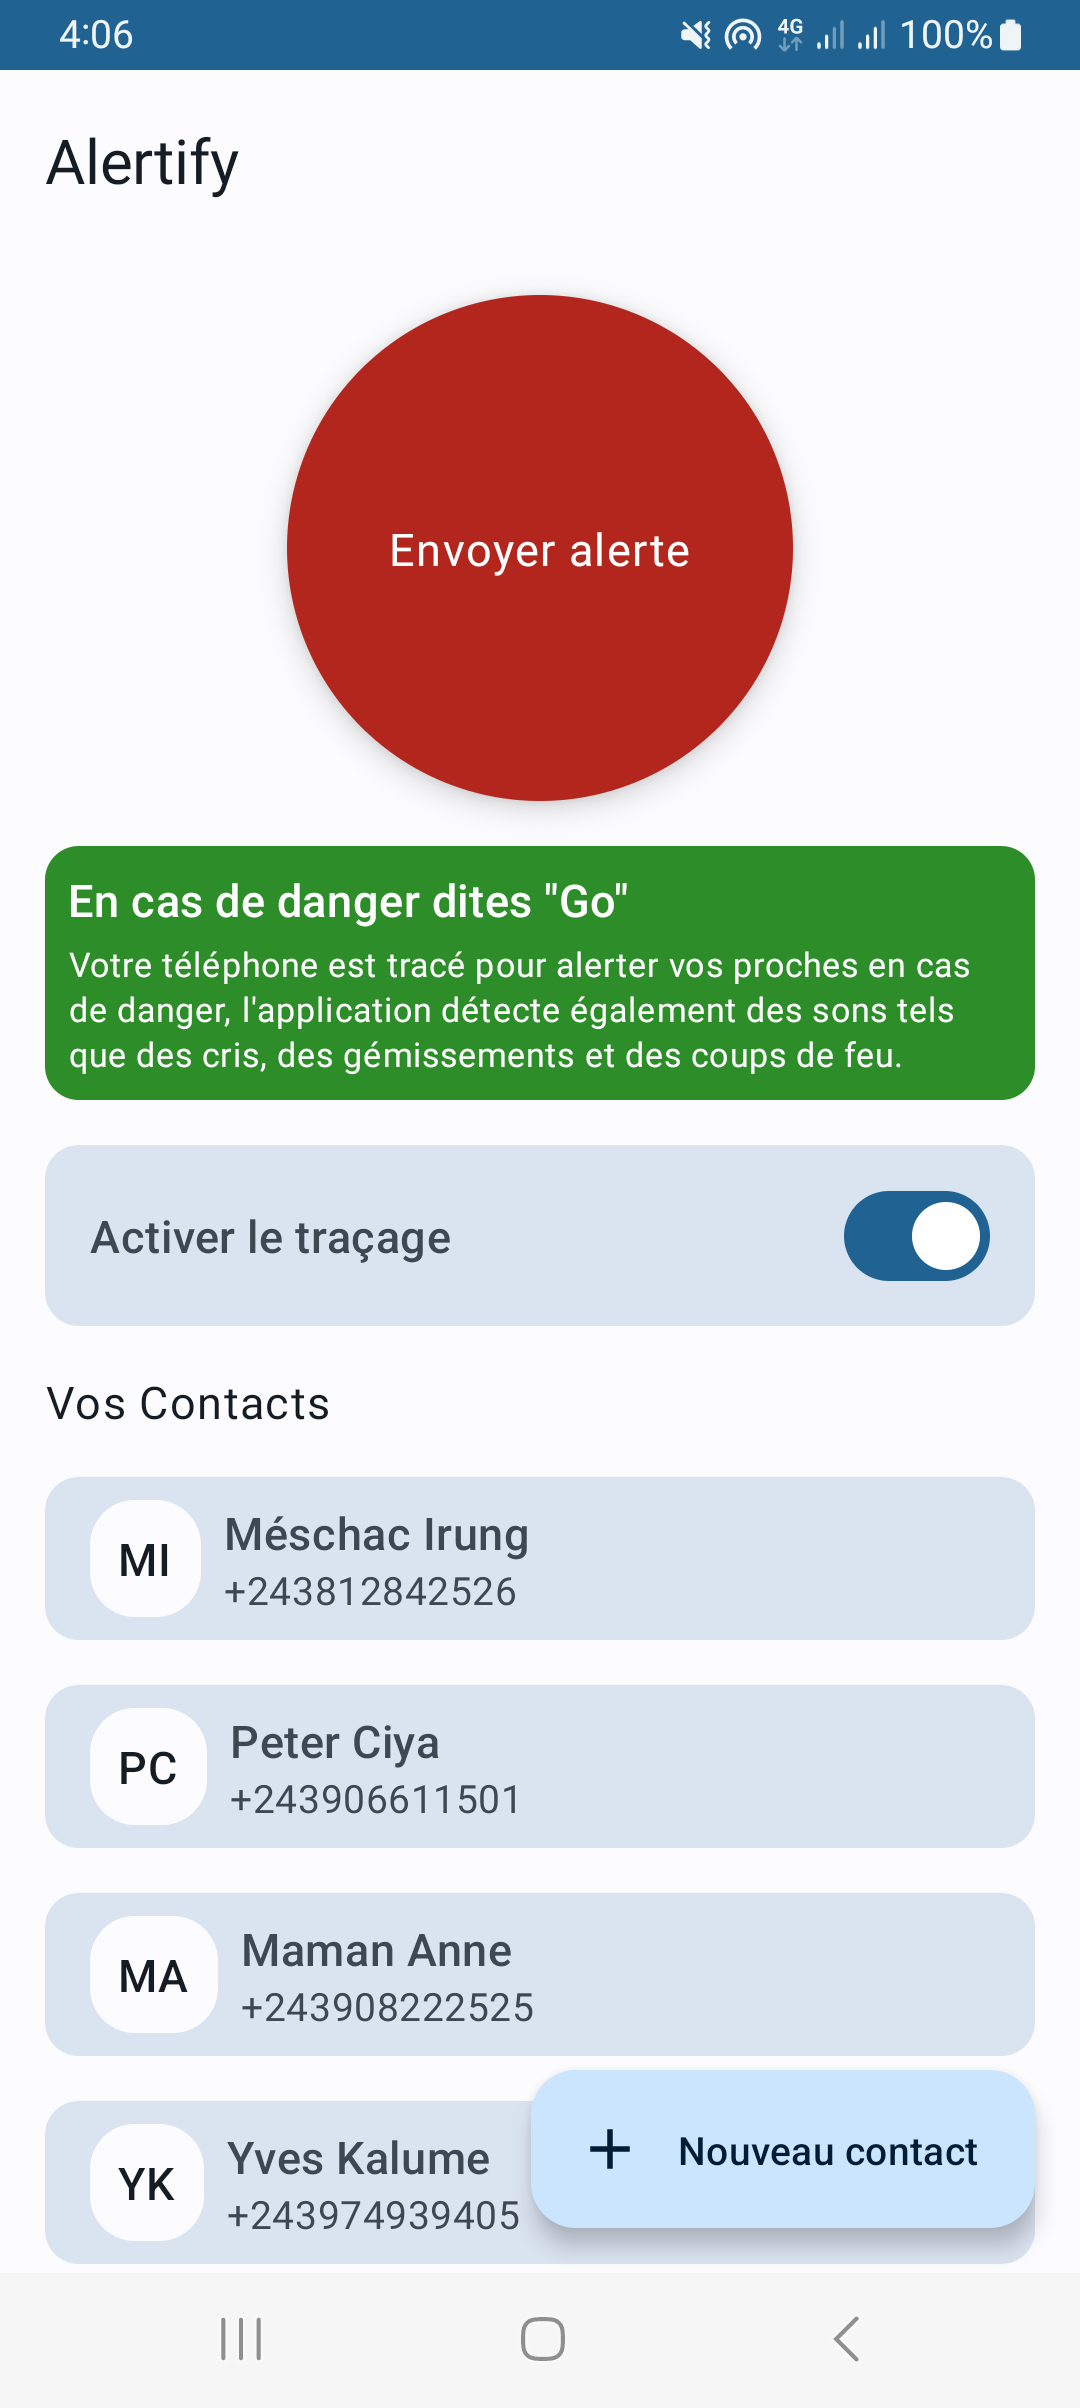 4:06
4G
100%
Alertify
Envoyer alerte
En cas de danger dites "Go"
Votre téléphone est tracé pour alerter vos proches en cas
de danger, l'application détecte également des sons tels
que des cris, des gémissements et des coups de feu.
Activer le traçage
Vos Contacts
MI
Méschac Irung
+243812842526
PC
Peter Ciya
+243906611501
MA
Maman Anne
+243908222525
YK
Yves Kalume
+243974939405
Nouveau contact